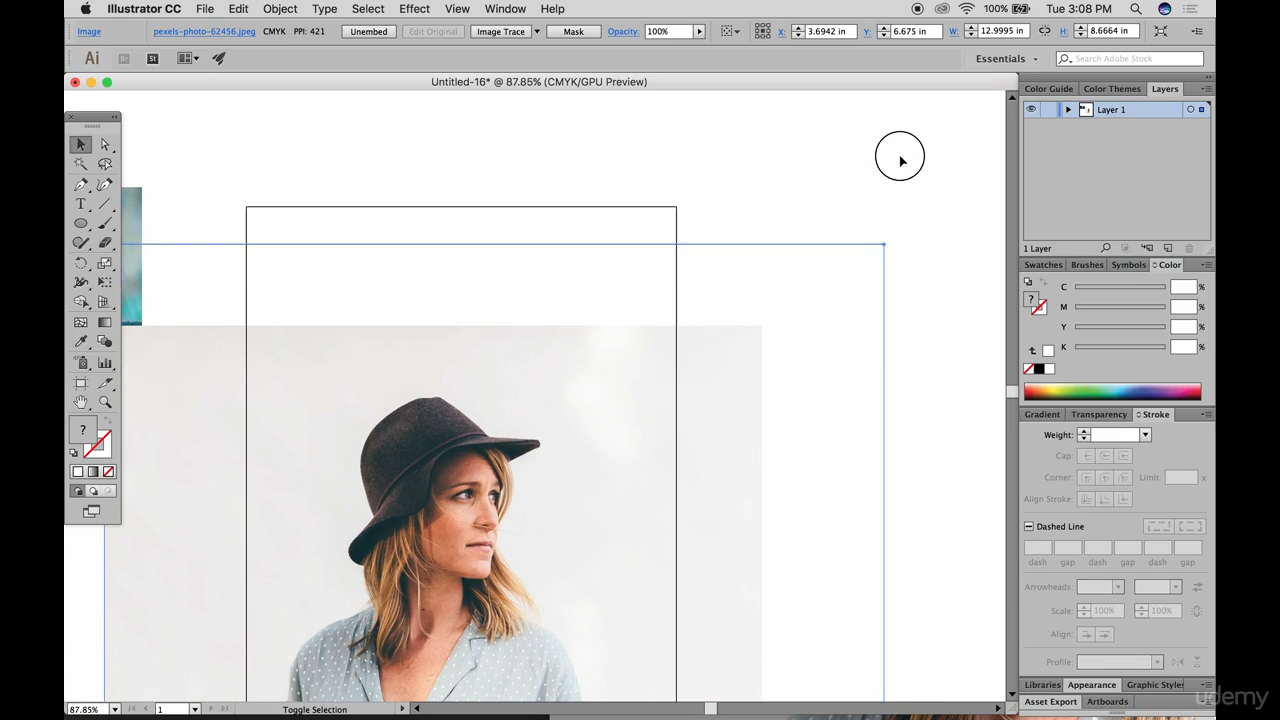 Illustrator CC File Edit Object Type Select Effect View Window Help 100% Tue 3:08 PM
Image pexels-photo-62456.jpeg CMYK PPI: 421 Unembed Edit Original Image Trace Mask Opacity: 100% X: 3.6942 in Y: 6.675 in W: 12.9995 in H: 8.6664 in
Ai Br St Essentials Search Adobe Stock
Untitled-16* @ 87.85% (CMYK/GPU Preview)
Color Guide Color Themes Layers
Layer 1
1 Layer
Swatches Brushes Symbols Color
C %
M %
Y %
K %
Gradient Transparency Stroke
Weight:
Cap:
Corner: Limit: x
Align Stroke:
Dashed Line
dash gap dash gap dash gap
Arrowheads:
Scale: 100% 100%
Align:
Profile:
Libraries Appearance Graphic Styles
Asset Export Artboards
T
?
?
87.85% 1 Toggle Selection
udemy